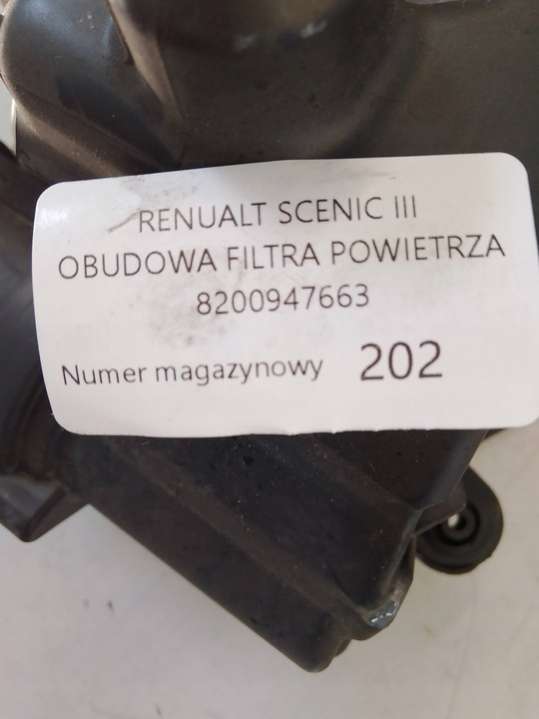 RENUALT SCENIC III
OBUDOWA FILTRA POWIETRZA
8200947663
Numer magazynowy 202